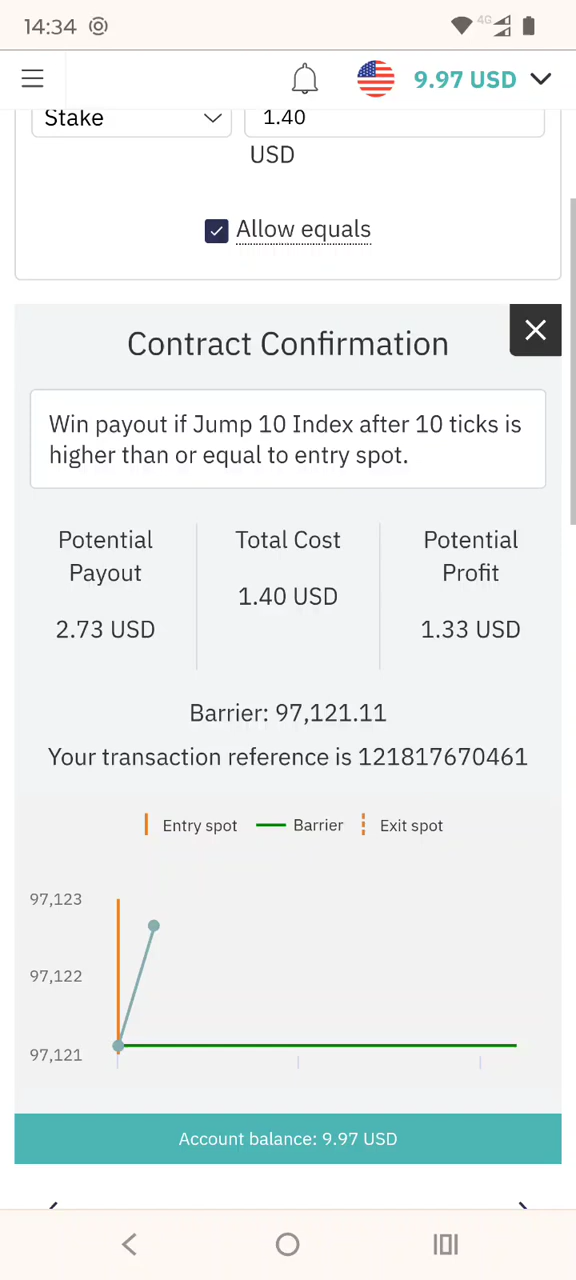 14:34
4G
9.97 USD
Stake
1.40
USD
Allow equals
Contract Confirmation
Win payout if Jump 10 Index after 10 ticks is
higher than or equal to entry spot.
Potential
Payout
2.73 USD
Total Cost
1.40 USD
Potential
Profit
1.33 USD
Barrier: 97,121.11
Your transaction reference is 121817670461
Entry spot
Barrier
Exit spot
97,123
97,122
97,121
Account balance: 9.97 USD